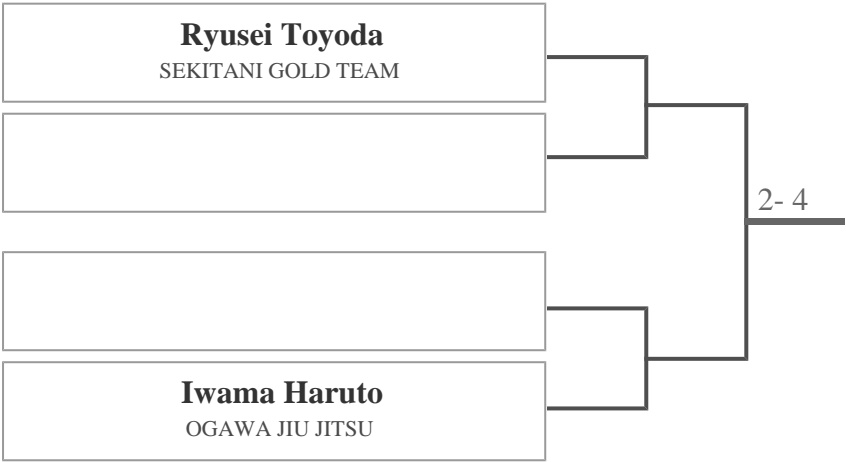 Ryusei Toyoda
SEKITANI GOLD TEAM
2- 4
Iwama Haruto
OGAWA JIU JITSU